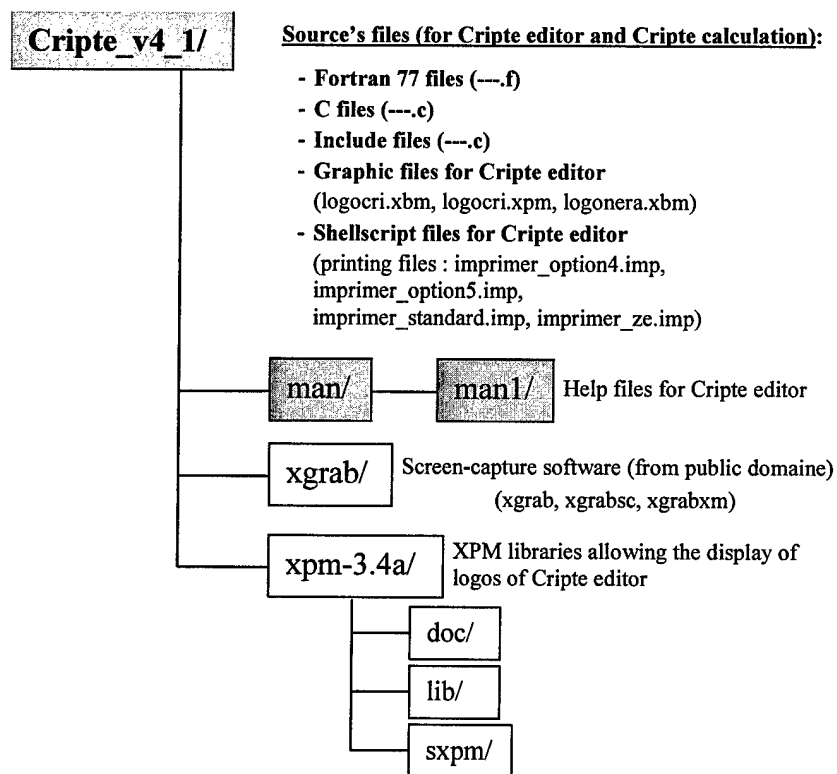 Cripte_v4_1/
Source's files (for Cripte editor and Cripte calculation):
- Fortran 77 files (---.f)
- C files (---.c)
- Include files (---.c)
- Graphic files for Cripte editor
(logocri.xbm, logocri.xpm, logonera.xbm)
- Shellscript files for Cripte editor
(printing files : imprimer_option4.imp,
imprimer_option5.imp,
imprimer_standard.imp, imprimer_ze.imp)
man/
man1/
Help files for Cripte editor
xgrab/
Screen-capture software (from public domaine)
(xgrab, xgrabsc, xgrabxm)
xpm-3.4a/
XPM libraries allowing the display of
logos of Cripte editor
doc/
lib/
sxpm/